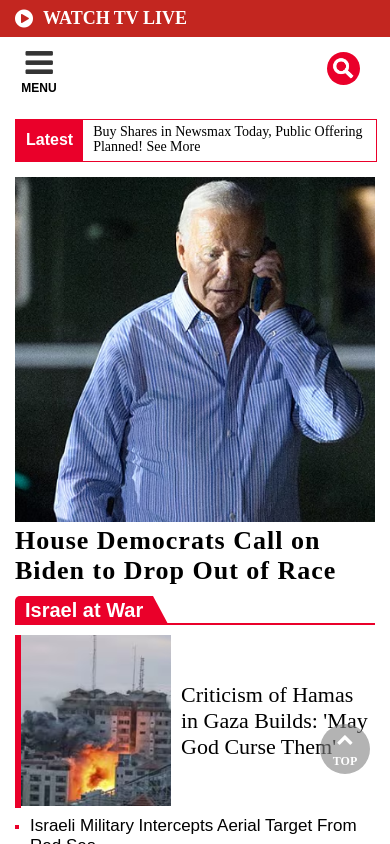 WATCH TV LIVE
MENU
Latest
Buy Shares in Newsmax Today, Public Offering
Planned! See More
House Democrats Call on
Biden to Drop Out of Race
Israel at War
Criticism of Hamas
in Gaza Builds: 'May
God Curse Them'
TOP
Israeli Military Intercepts Aerial Target From
Red Sea